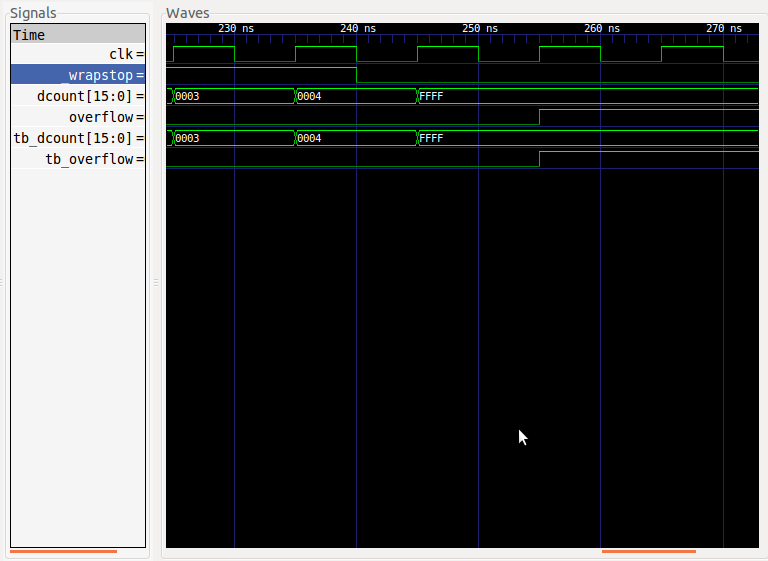 Signals
Time
clk=
_wrapstop=
dcount[15:0]=
overflow=
tb_dcount[15:0]=
tb_overflow=
Waves
230 ns 240 ns 250 ns 260 ns 270 ns
0003 0004 FFFF
0003 0004 FFFF